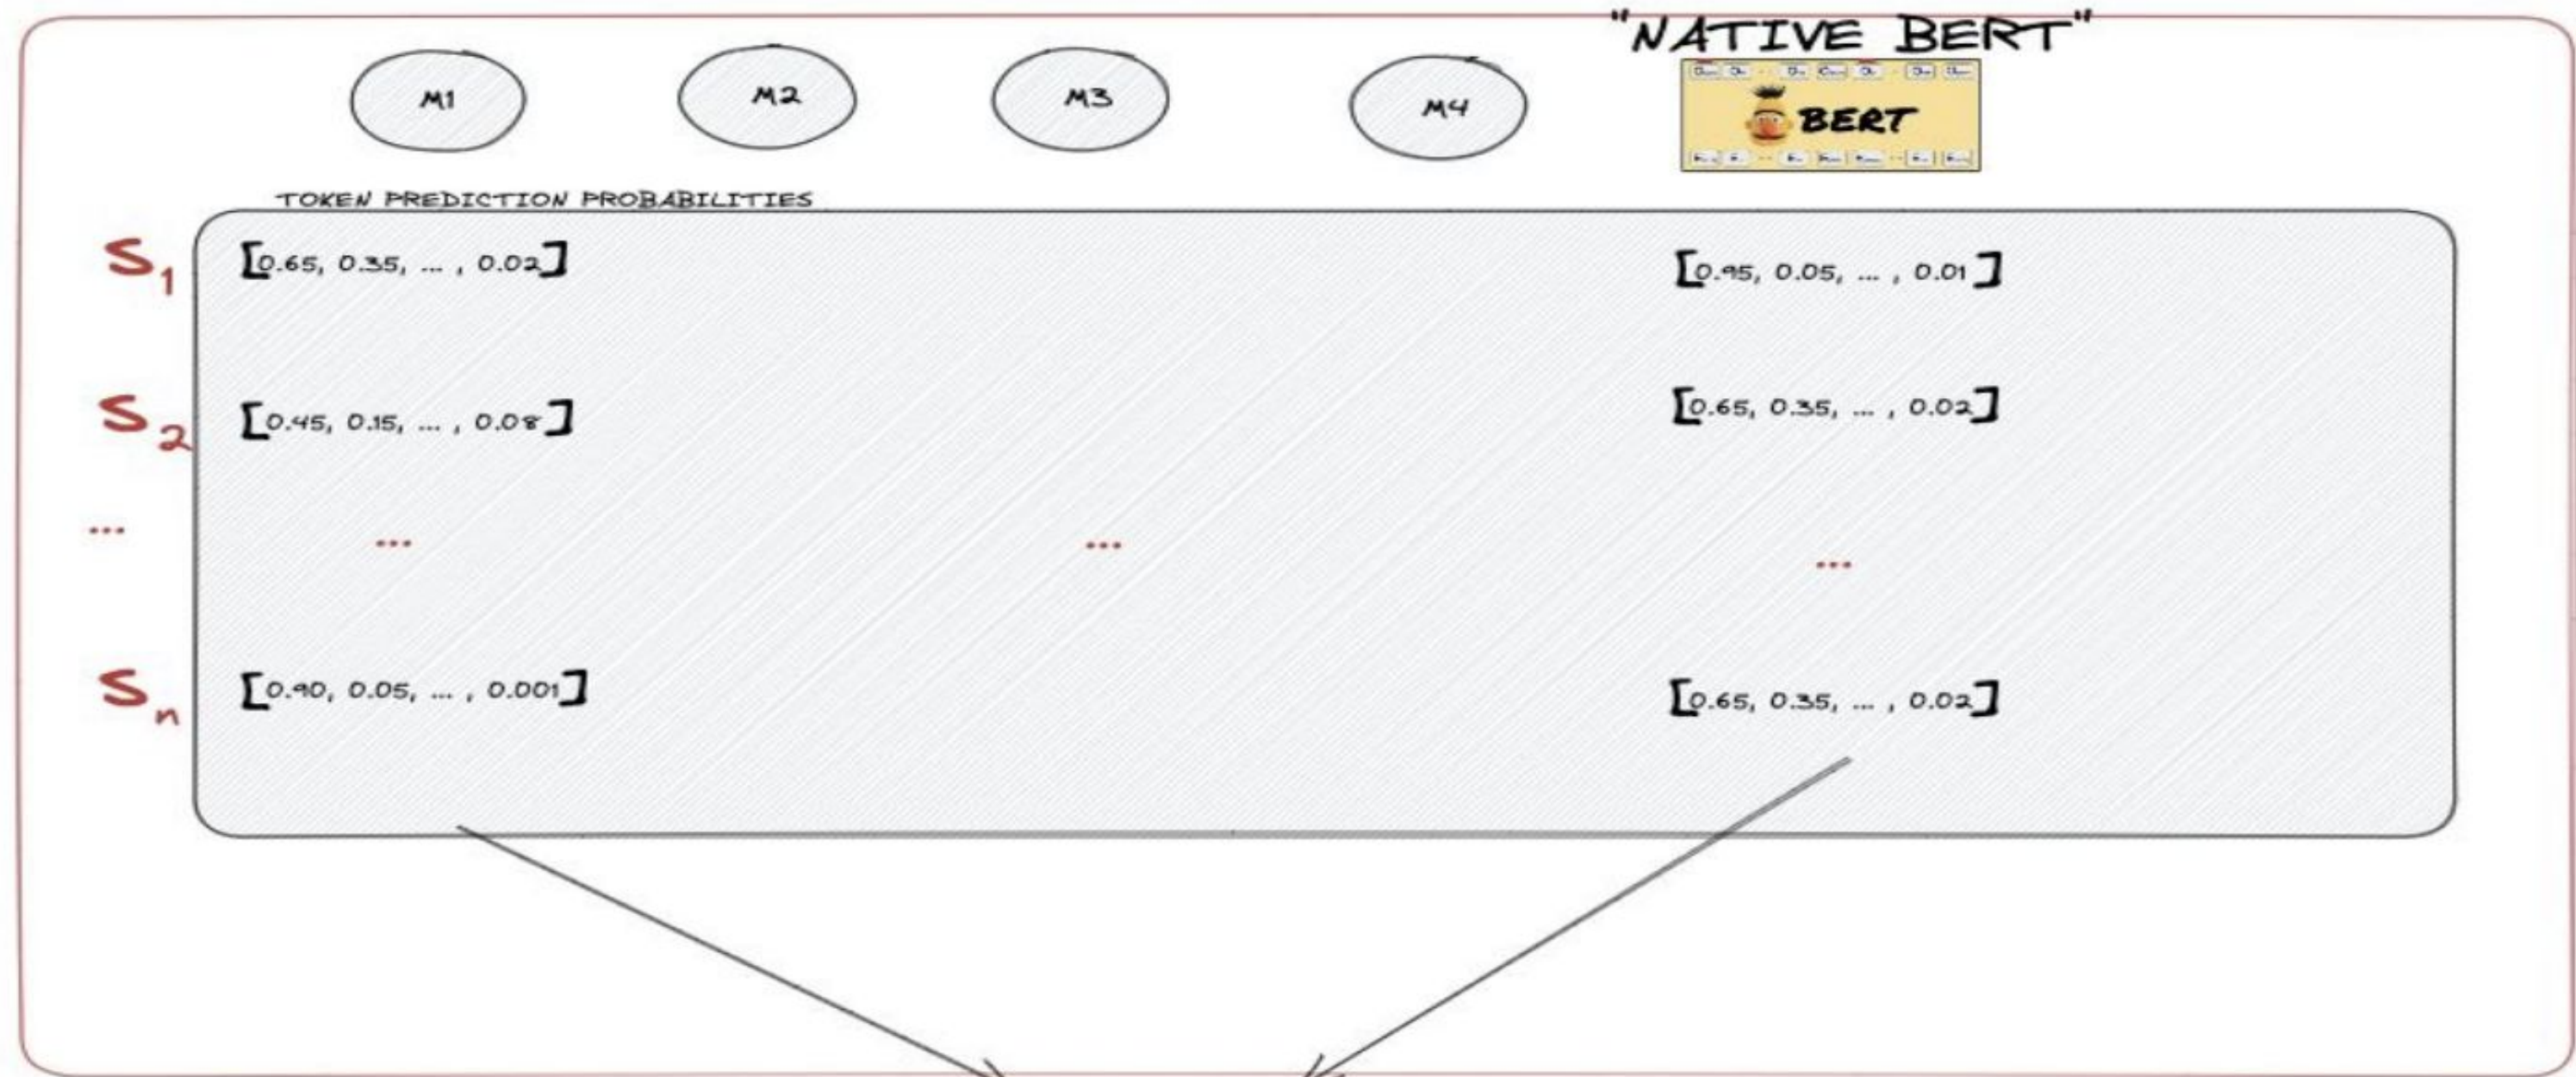 "NATIVE BERT"
M1 M2 M3 M4
BERT
TOKEN PREDICTION PROBABILITIES
S1 [0.65, 0.35, ... , 0.02] [0.95, 0.05, ... , 0.01]
S2 [0.45, 0.15, ... , 0.08] [0.65, 0.35, ... , 0.02]
... ... ... ...
Sn [0.90, 0.05, ... , 0.001] [0.65, 0.35, ... , 0.02]